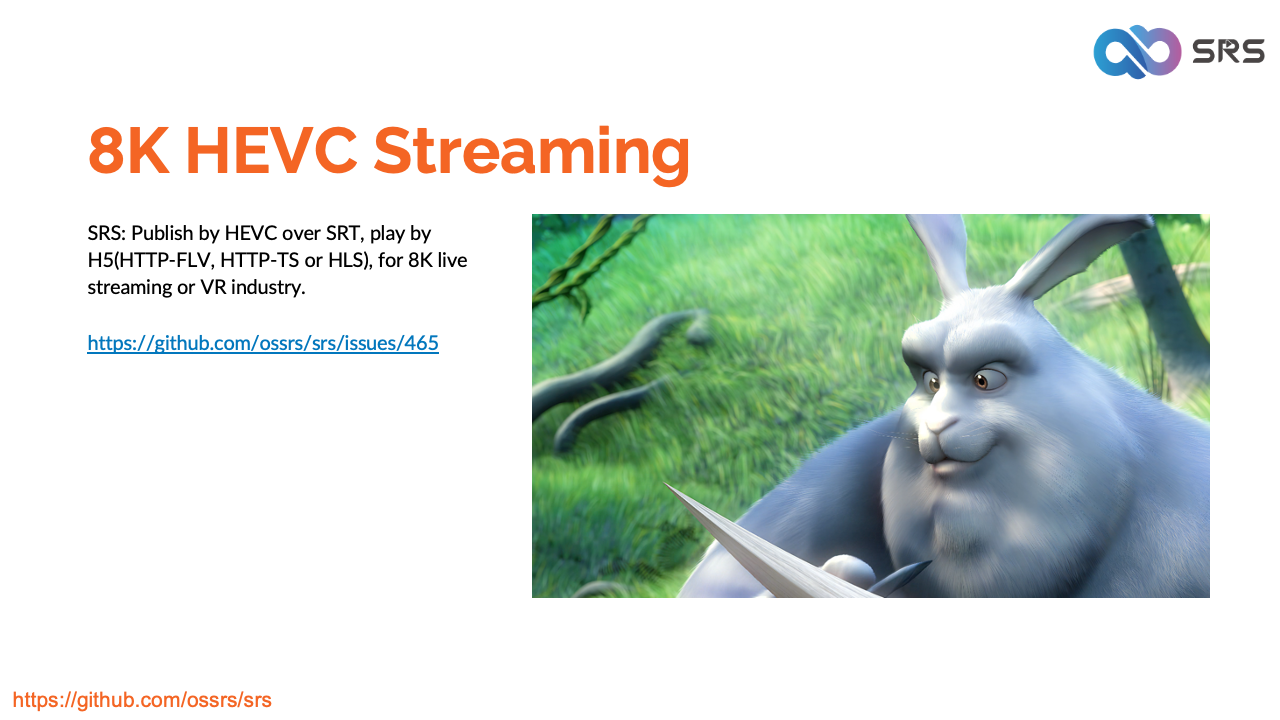 SRS
8K HEVC Streaming
SRS: Publish by HEVC over SRT, play by
H5(HTTP-FLV, HTTP-TS or HLS), for 8K live
streaming or VR industry.
https://github.com/ossrs/srs/issues/465
https://github.com/ossrs/srs